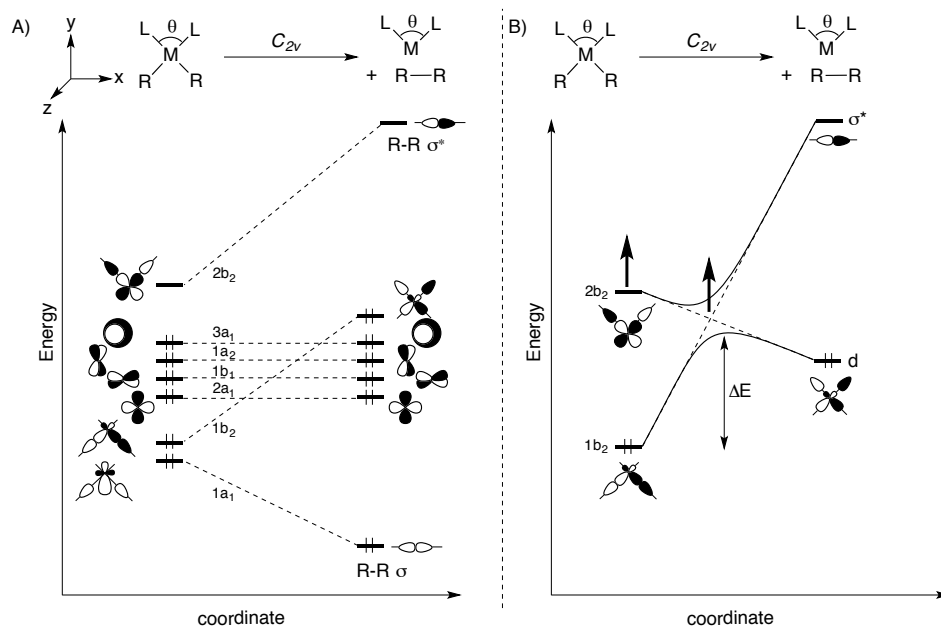 A)
y
x
z
L θ L
M
R R
C2v
L θ L
M
+ R—R
Energy
R-R σ*
2b2
3a1
1a2
1b1
2a1
1b2
1a1
R-R σ
coordinate
B)
L θ L
M
R R
C2v
L θ L
M
+ R—R
Energy
σ*
2b2
d
ΔE
1b2
coordinate